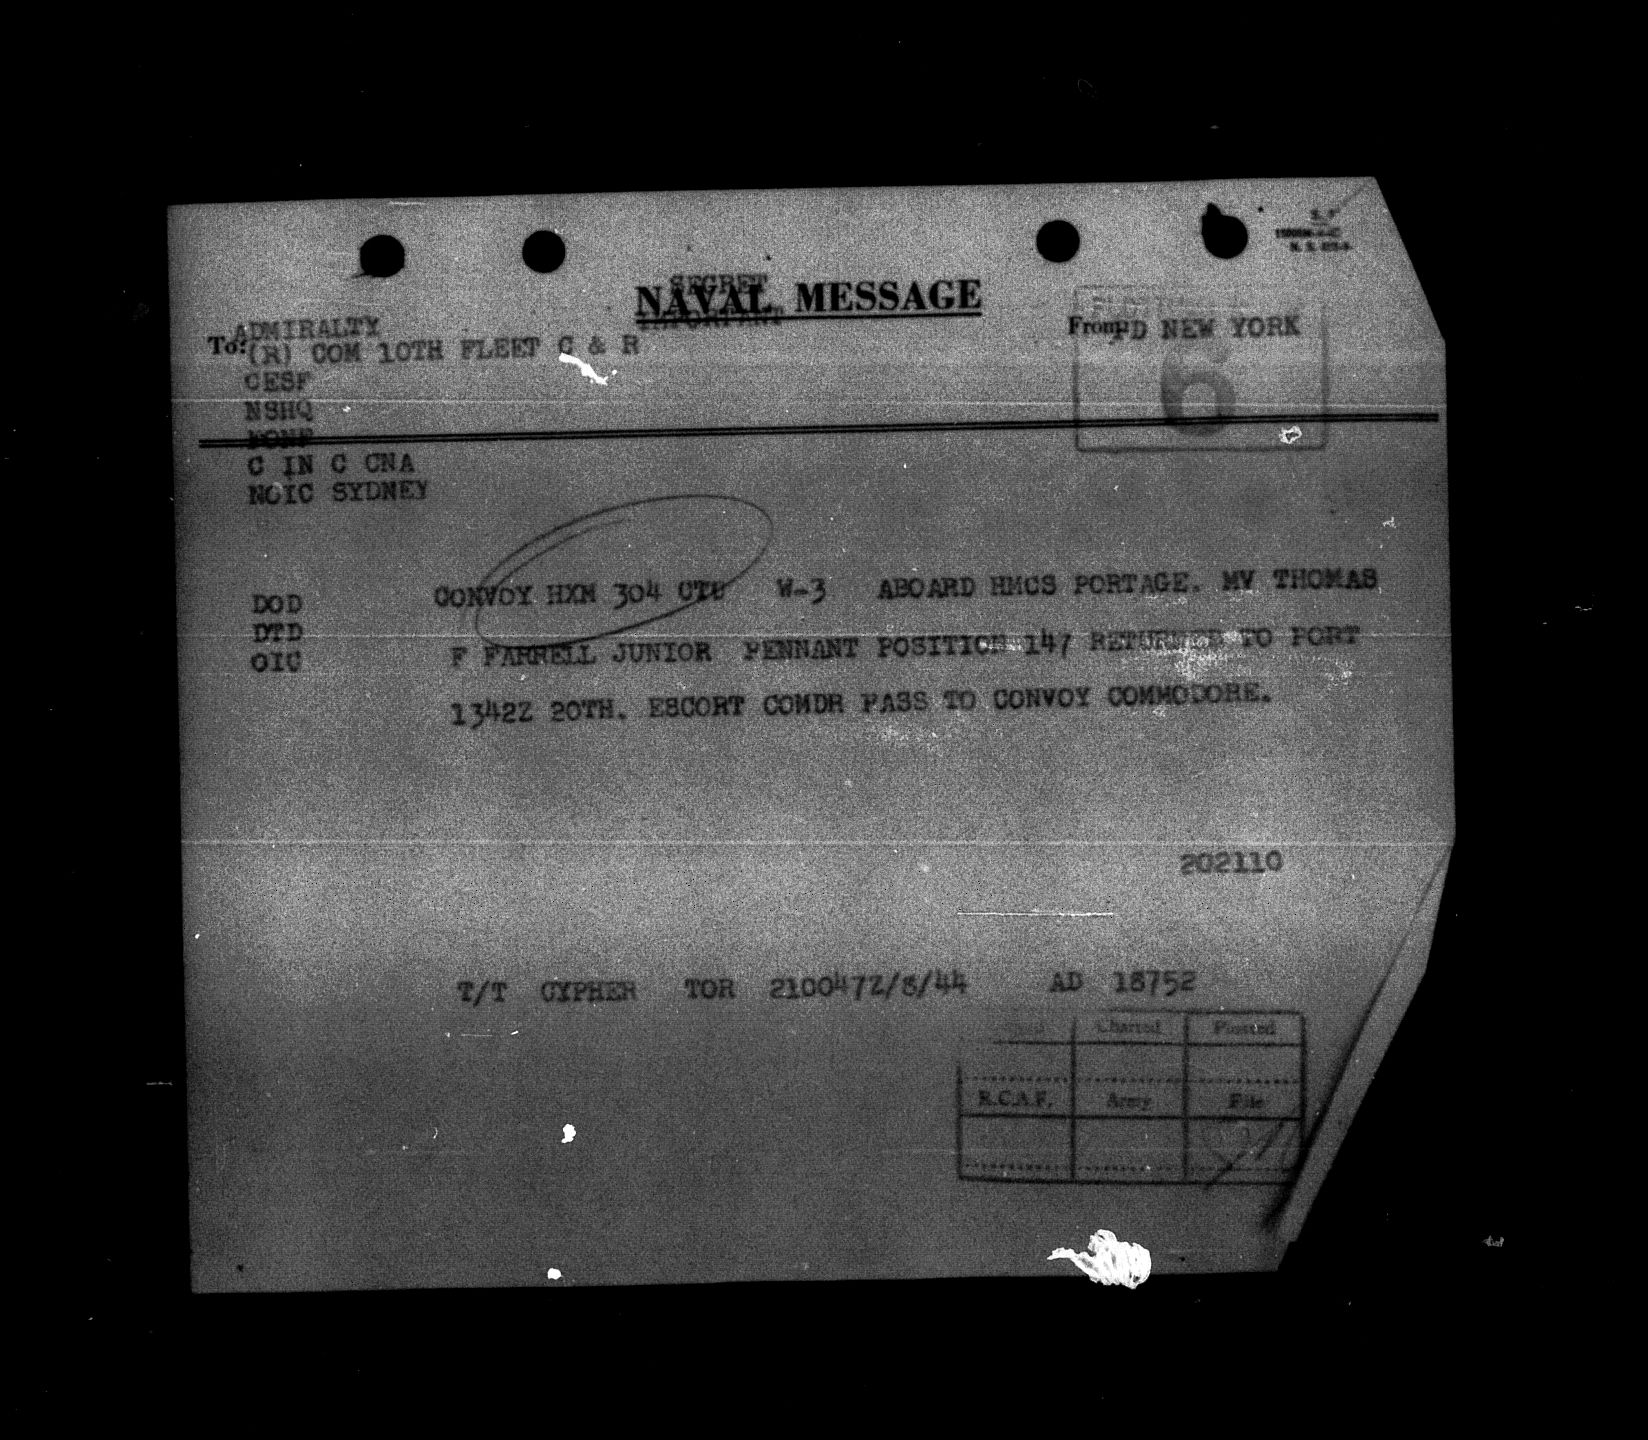 SECRET
NAVAL MESSAGE
IMPORTANT
To: ADMIRALTY
From: PD NEW YORK
(R) COM 10TH FLEET C & R
CESF
NSHQ
6
C IN C CNA
NOIC SYDNEY
DOD CONVOY HXM 304 CTU W-3 ABOARD HMCS PORTAGE. MV THOMAS
DTD
F FARRELL JUNIOR PENNANT POSITION 147 RETURNED TO PORT
OIC
1342Z 20TH. ESCORT COMDR PASS TO CONVOY COMMODORE.
202110
T/T CYPHER TOR 210047Z/8/44 AD 18752
Charted Plotted
R.C.A.F. Army File